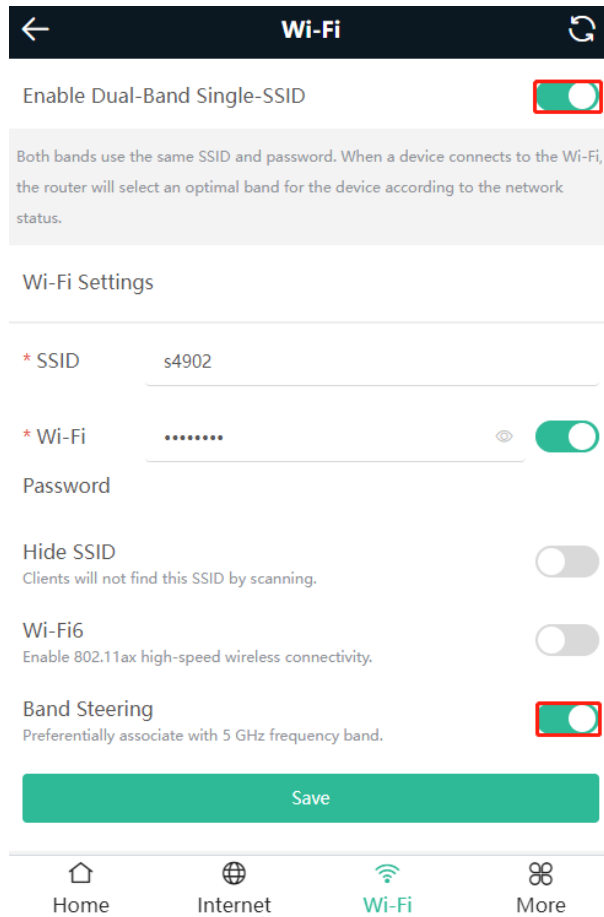 Wi-Fi
Enable Dual-Band Single-SSID
Both bands use the same SSID and password. When a device connects to the Wi-Fi,
the router will select an optimal band for the device according to the network
status.
Wi-Fi Settings
* SSID
s4902
* Wi-Fi
••••••••
Password
Hide SSID
Clients will not find this SSID by scanning.
Wi-Fi6
Enable 802.11ax high-speed wireless connectivity.
Band Steering
Preferentially associate with 5 GHz frequency band.
Save
Home Internet Wi-Fi More